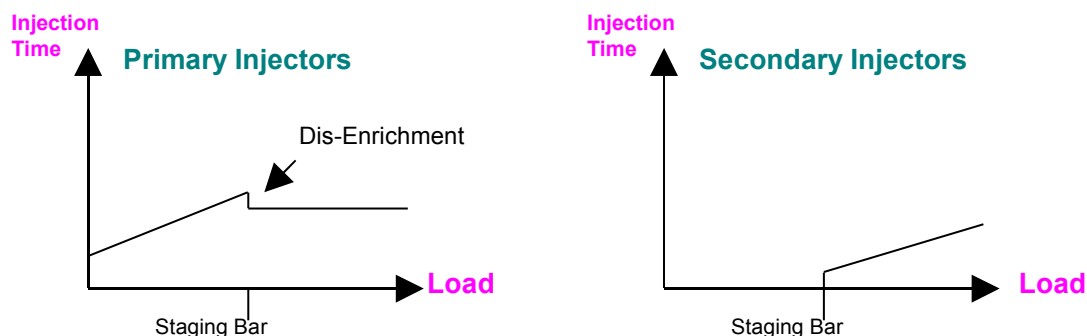 Injection
Time
Primary Injectors
Dis-Enrichment
Load
Staging Bar
Injection
Time
Secondary Injectors
Load
Staging Bar